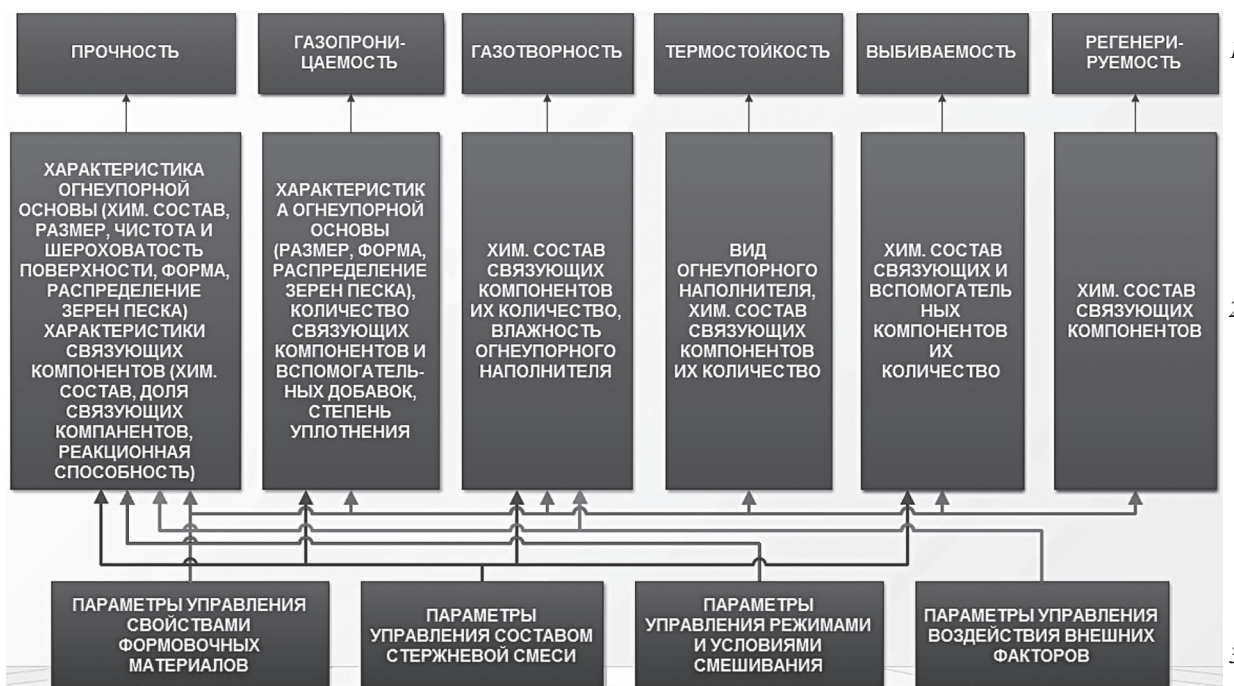 ПРОЧНОСТЬ
ГАЗОПРОНИ-
ЦАЕМОСТЬ
ГАЗОТВОРНОСТЬ
ТЕРМОСТОЙКОСТЬ
ВЫБИВАЕМОСТЬ
РЕГЕНЕРИ-
РУЕМОСТЬ
ХАРАКТЕРИСТИКА
ОГНЕУПОРНОЙ
ОСНОВЫ (ХИМ. СОСТАВ,
РАЗМЕР, ЧИСТОТА И
ШЕРОХОВАТОСТЬ
ПОВЕРХНОСТИ, ФОРМА,
РАСПРЕДЕЛЕНИЕ
ЗЕРЕН ПЕСКА)
ХАРАКТЕРИСТИКИ
СВЯЗУЮЩИХ
КОМПОНЕНТОВ (ХИМ.
СОСТАВ, ДОЛЯ
СВЯЗУЮЩИХ
КОМПАНЕНТОВ,
РЕАКЦИОННАЯ
СПОСОБНОСТЬ)
ХАРАКТЕРИСТИК
А ОГНЕУПОРНОЙ
ОСНОВЫ
(РАЗМЕР, ФОРМА,
РАСПРЕДЕЛЕНИЕ
ЗЕРЕН ПЕСКА),
КОЛИЧЕСТВО
СВЯЗУЮЩИХ
КОМПОНЕНТОВ И
ВСПОМОГАТЕЛЬ-
НЫХ ДОБАВОК,
СТЕПЕНЬ
УПЛОТНЕНИЯ
ХИМ. СОСТАВ
СВЯЗУЮЩИХ
КОМПОНЕНТОВ
ИХ КОЛИЧЕСТВО,
ВЛАЖНОСТЬ
ОГНЕУПОРНОГО
НАПОЛНИТЕЛЯ
ВИД
ОГНЕУПОРНОГО
НАПОЛНИТЕЛЯ,
ХИМ. СОСТАВ
СВЯЗУЮЩИХ
КОМПОНЕНТОВ
ИХ КОЛИЧЕСТВО
ХИМ. СОСТАВ
СВЯЗУЮЩИХ И
ВСПОМОГАТЕЛЬ
НЫХ
КОМПОНЕНТОВ
ИХ
КОЛИЧЕСТВО
ХИМ. СОСТАВ
СВЯЗУЮЩИХ
КОМПОНЕНТОВ
ПАРАМЕТРЫ УПРАВЛЕНИЯ
СВОЙСТВАМИ
ФОРМОВОЧНЫХ
МАТЕРИАЛОВ
ПАРАМЕТРЫ
УПРАВЛЕНИЯ СОСТАВОМ
СТЕРЖНЕВОЙ СМЕСИ
ПАРАМЕТРЫ
УПРАВЛЕНИЯ РЕЖИМАМИ
И УСЛОВИЯМИ
СМЕШИВАНИЯ
ПАРАМЕТРЫ УПРАВЛЕНИЯ
ВОЗДЕЙСТВИЯ ВНЕШНИХ
ФАКТОРОВ